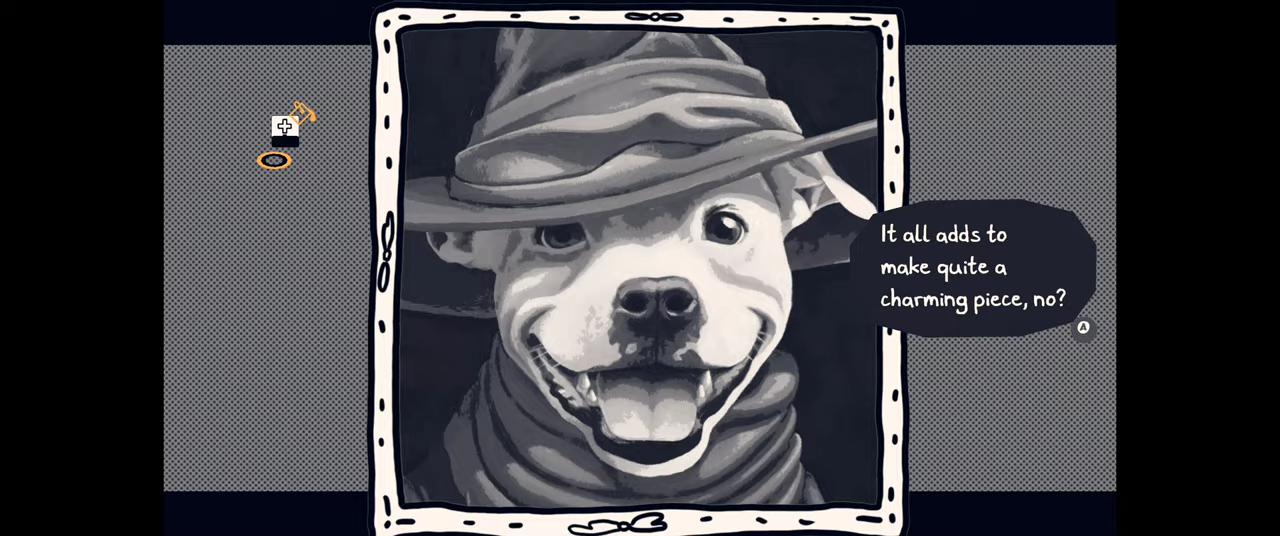 It all adds to
make quite a
charming piece, no?
A